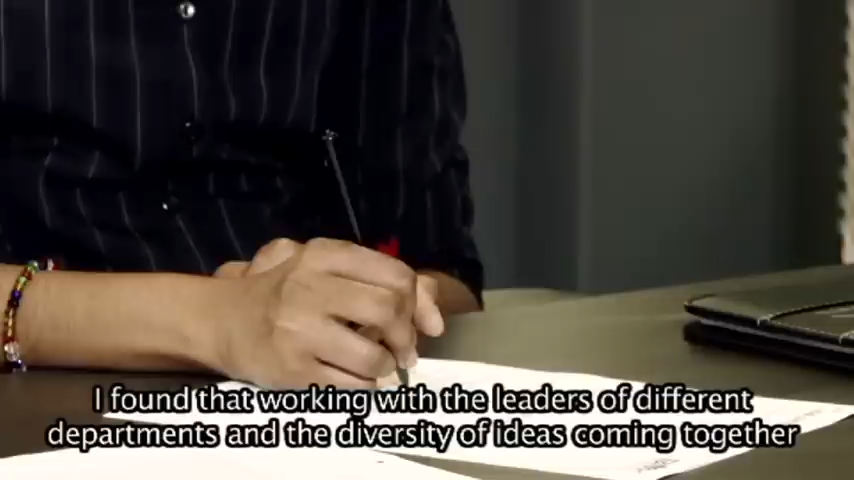 I found that working with the leaders of different
departments and the diversity of ideas coming together